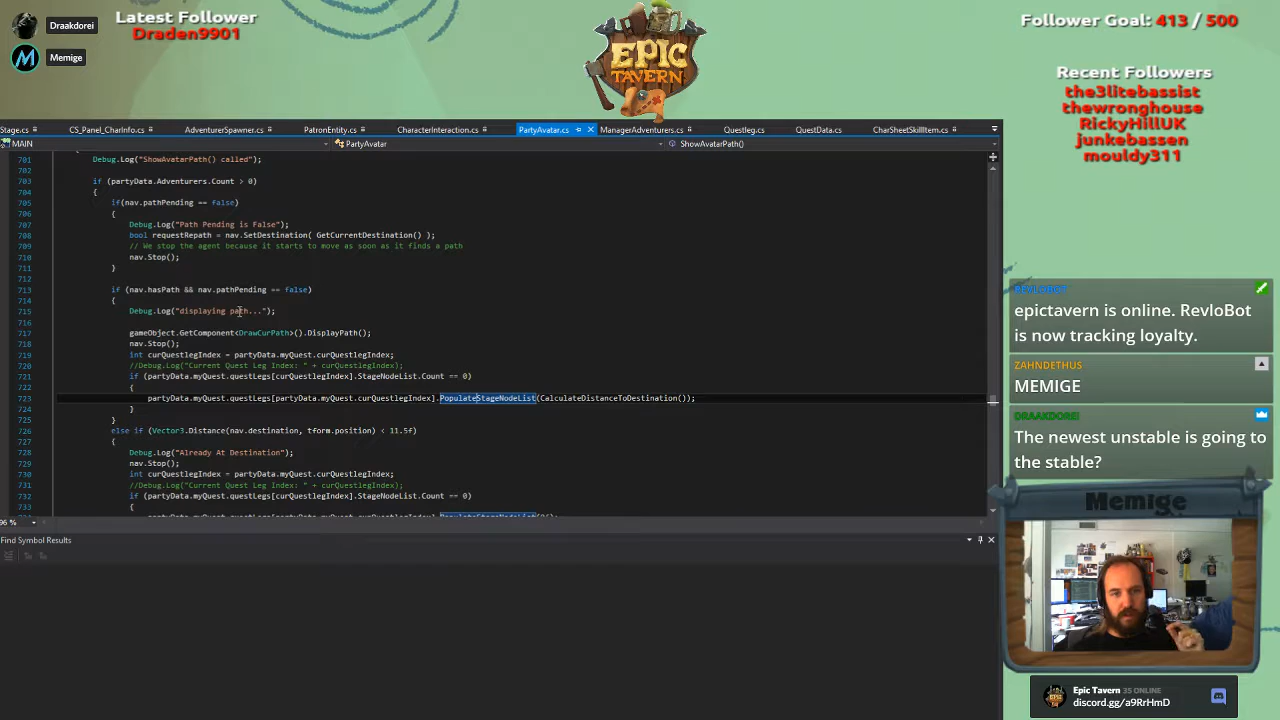 Draakdorei
Memige
Latest Follower
Draden9901
EPIC
TAVERN
Follower Goal: 413 / 500
Recent Followers
the3litebassist
thewronghouse
RickyHillUK
junkebassen
mouldy311
Stage.cs
CS_Panel_CharInfo.cs
AdventurerSpawner.cs
PatronEntity.cs
CharacterInteraction.cs
PartyAvatar.cs
ManagerAdventurers.cs
Questleg.cs
QuestData.cs
CharSheetSkillItem.cs
MAIN
PartyAvatar
ShowAvatarPath()
701 Debug.Log("ShowAvatarPath() called");
702
703 if (partyData.Adventurers.Count > 0)
704 {
705 if(nav.pathPending == false)
706 {
707 Debug.Log("Path Pending is False");
708 bool requestRepath = nav.SetDestination( GetCurrentDestination() );
709 // We stop the agent because it starts to move as soon as it finds a path
710 nav.Stop();
711 }
712
713 if (nav.hasPath && nav.pathPending == false)
714 {
715 Debug.Log("displaying path...");
716
717 gameObject.GetComponent<DrawCurPath>().DisplayPath();
718 nav.Stop();
719 int curQuestlegIndex = partyData.myQuest.curQuestlegIndex;
720 //Debug.Log("Current Quest Leg Index: " + curQuestlegIndex);
721 if (partyData.myQuest.questLegs[curQuestlegIndex].StageNodeList.Count == 0)
722 {
723 partyData.myQuest.questLegs[partyData.myQuest.curQuestlegIndex].PopulateStageNodeList(CalculateDistanceToDestination());
724 }
725 }
726 else if (Vector3.Distance(nav.destination, tform.position) < 11.5f)
727 {
728 Debug.Log("Already At Destination");
729 nav.Stop();
730 int curQuestlegIndex = partyData.myQuest.curQuestlegIndex;
731 //Debug.Log("Current Quest Leg Index: " + curQuestlegIndex);
732 if (partyData.myQuest.questLegs[curQuestlegIndex].StageNodeList.Count == 0)
733 {
96 %
Find Symbol Results
REVLOBOT
epictavern is online. RevloBot
is now tracking loyalty.
ZAHNDETHUS
MEMIGE
DRAAKDOREI
The newest unstable is going to
the stable?
Memige
Epic Tavern 35 ONLINE
discord.gg/a9RrHmD